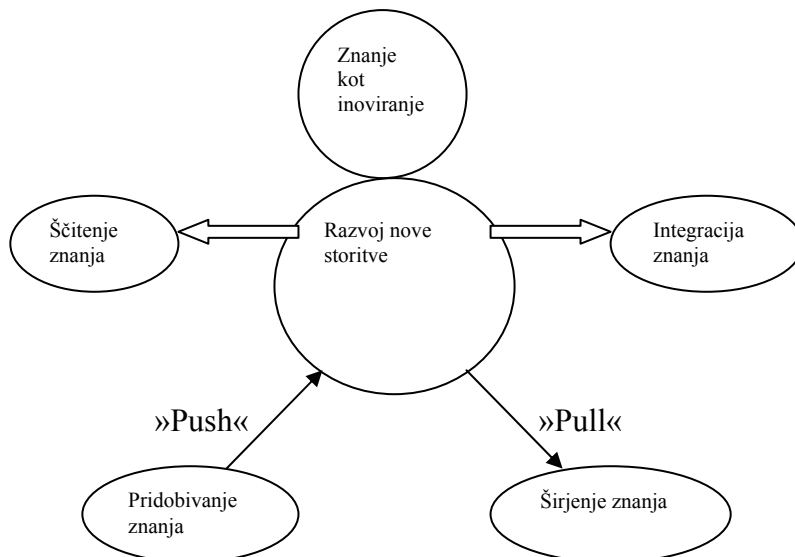 Znanje
kot
inoviranje
Ščitenje
znanja
Razvoj nove
storitve
Integracija
znanja
»Push«
»Pull«
Pridobivanje
znanja
Širjenje znanja